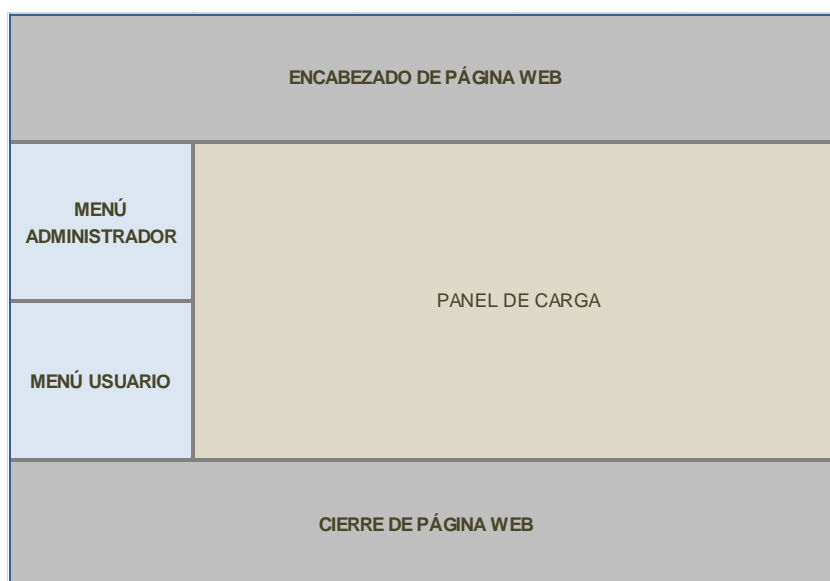 ENCABEZADO DE PÁGINA WEB
MENÚ
ADMINISTRADOR
PANEL DE CARGA
MENÚ USUARIO
CIERRE DE PÁGINA WEB